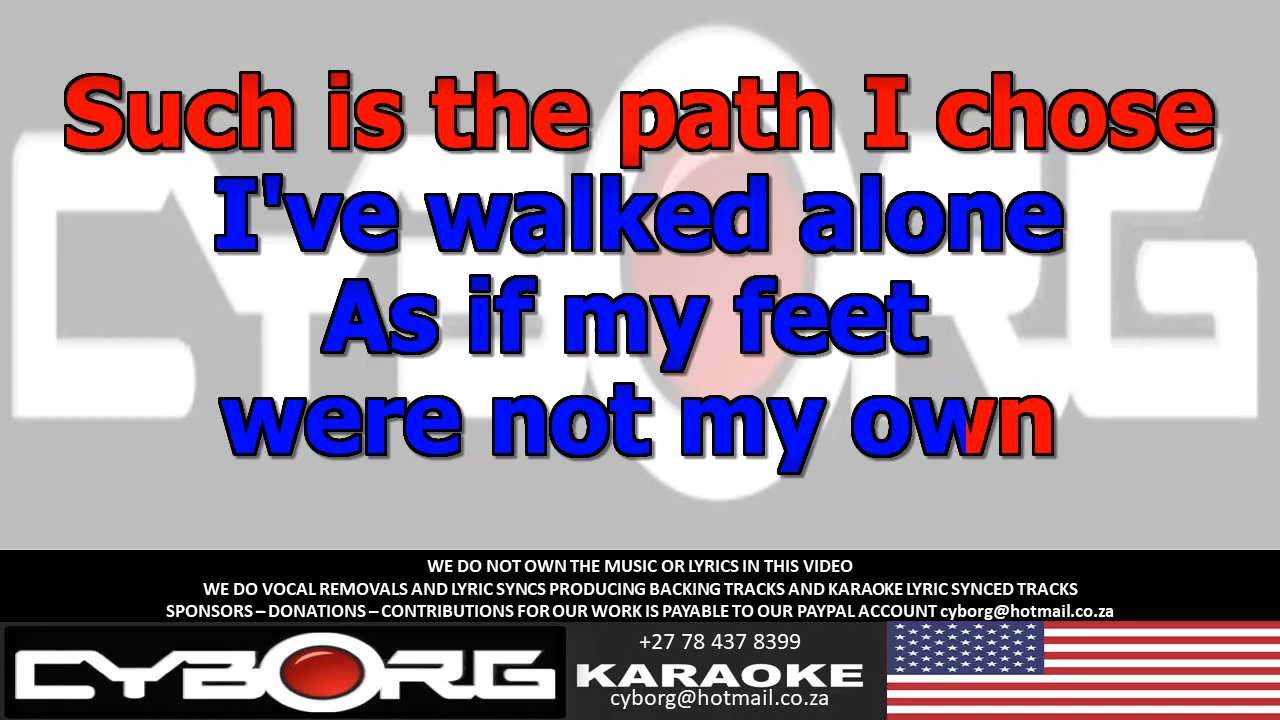 Such is the path I chose
I've walked alone
As if my feet
were not my own
WE DO NOT OWN THE MUSIC OR LYRICS IN THIS VIDEO
WE DO VOCAL REMOVALS AND LYRIC SYNCS PRODUCING BACKING TRACKS AND KARAOKE LYRIC SYNCED TRACKS
SPONSORS – DONATIONS – CONTRIBUTIONS FOR OUR WORK IS PAYABLE TO OUR PAYPAL ACCOUNT cyborg@hotmail.co.za
CYBORG
+27 78 437 8399
KARAOKE
cyborg@hotmail.co.za